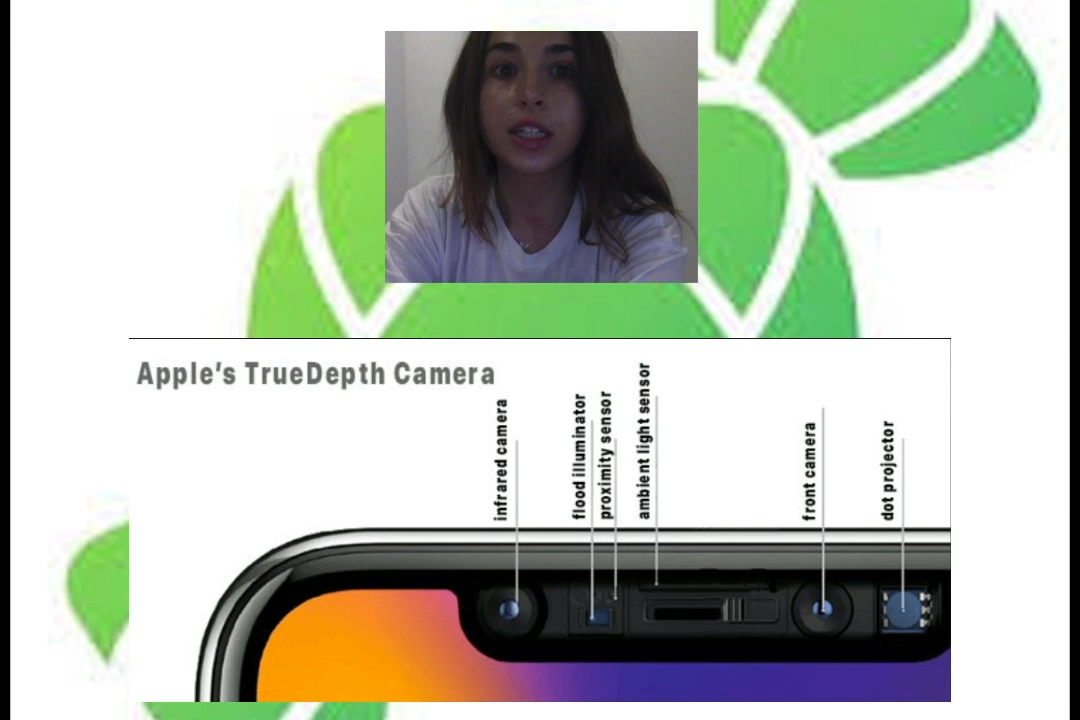 Apple's TrueDepth Camera
infrared camera
flood illuminator
proximity sensor
ambient light sensor
front camera
dot projector